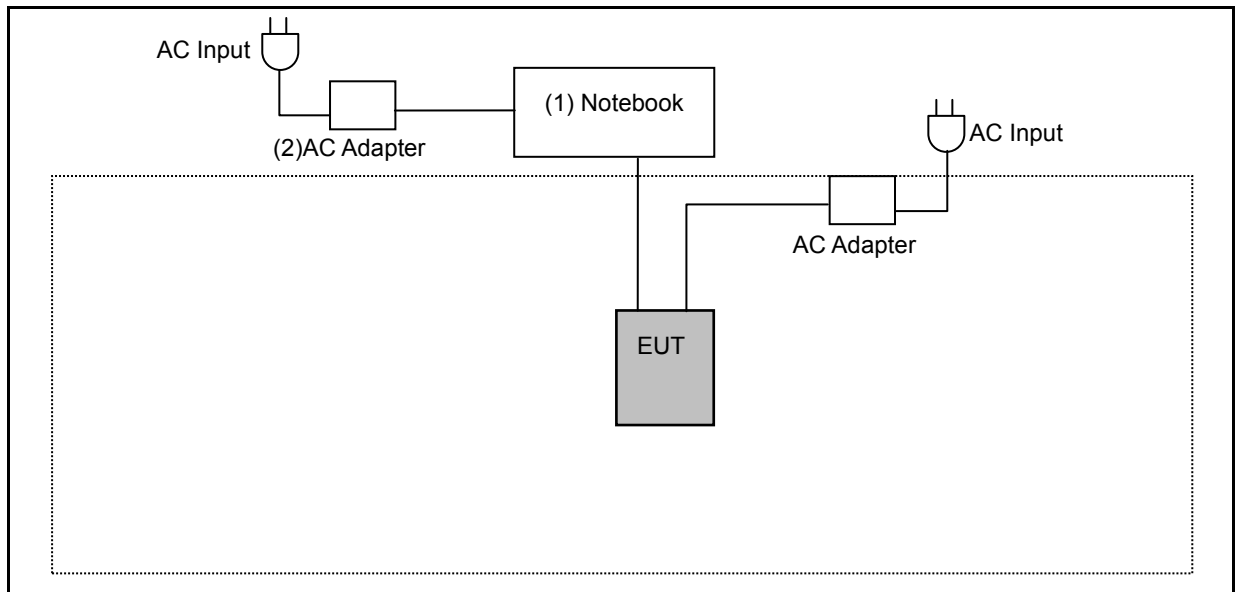 AC Input
(1) Notebook
(2)AC Adapter
AC Input
AC Adapter
EUT